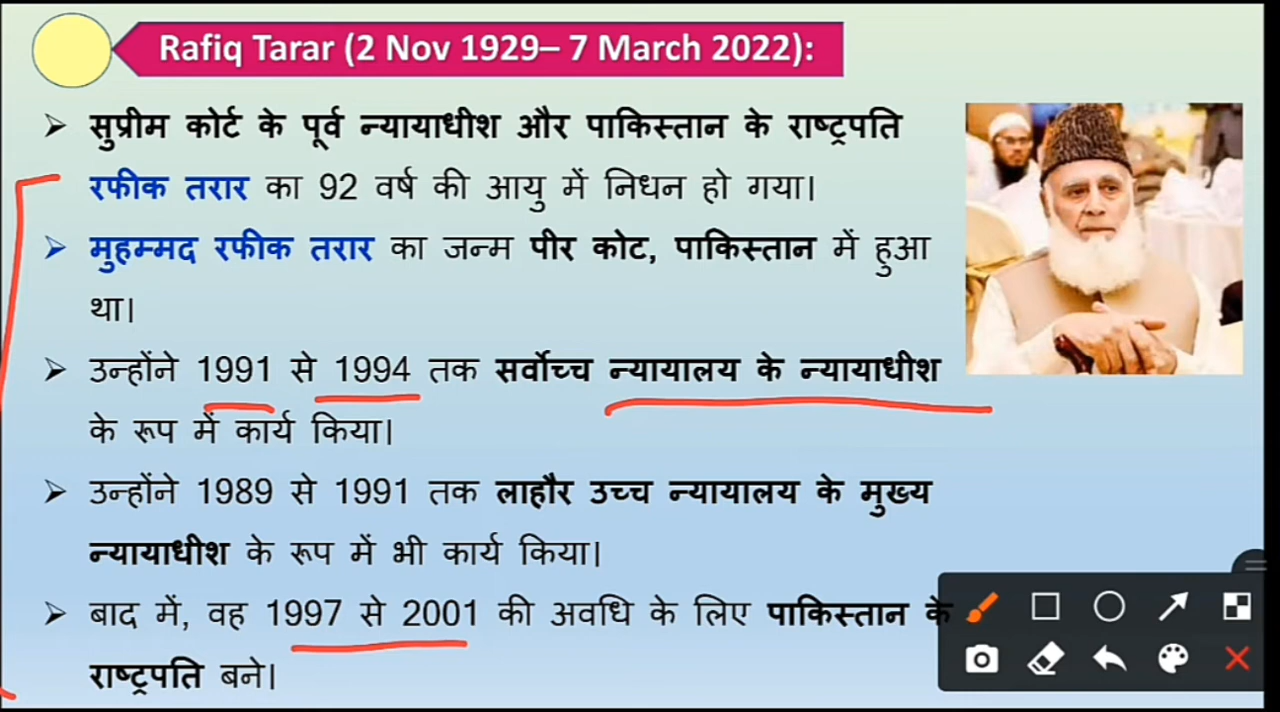 Rafiq Tarar (2 Nov 1929– 7 March 2022):
➢ सुप्रीम कोर्ट के पूर्व न्यायाधीश और पाकिस्तान के राष्ट्रपति
रफीक तरार का 92 वर्ष की आयु में निधन हो गया।
➢ मुहम्मद रफीक तरार का जन्म पीर कोट, पाकिस्तान में हुआ
था।
➢ उन्होंने 1991 से 1994 तक सर्वोच्च न्यायालय के न्यायाधीश
के रूप में कार्य किया।
➢ उन्होंने 1989 से 1991 तक लाहौर उच्च न्यायालय के मुख्य
न्यायाधीश के रूप में भी कार्य किया।
➢ बाद में, वह 1997 से 2001 की अवधि के लिए पाकिस्तान के
राष्ट्रपति बने।